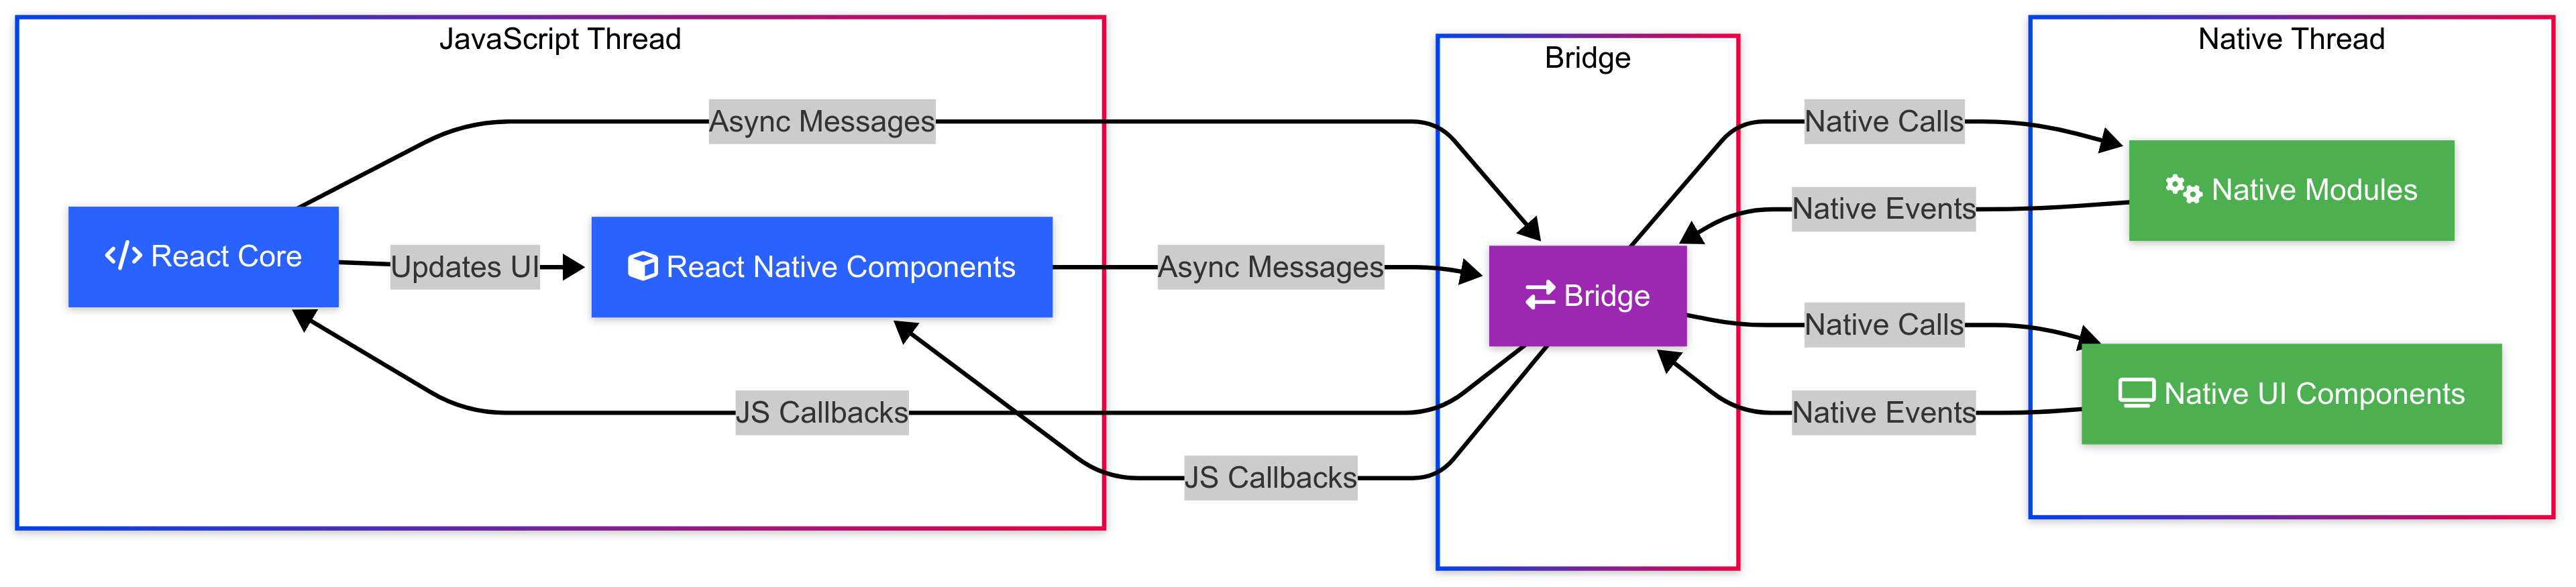 JavaScript Thread
Bridge
Native Thread
Async Messages
Native Calls
Native Modules
Native Events
React Core
Updates UI
React Native Components
Async Messages
Bridge
Native Calls
Native UI Components
JS Callbacks
Native Events
JS Callbacks